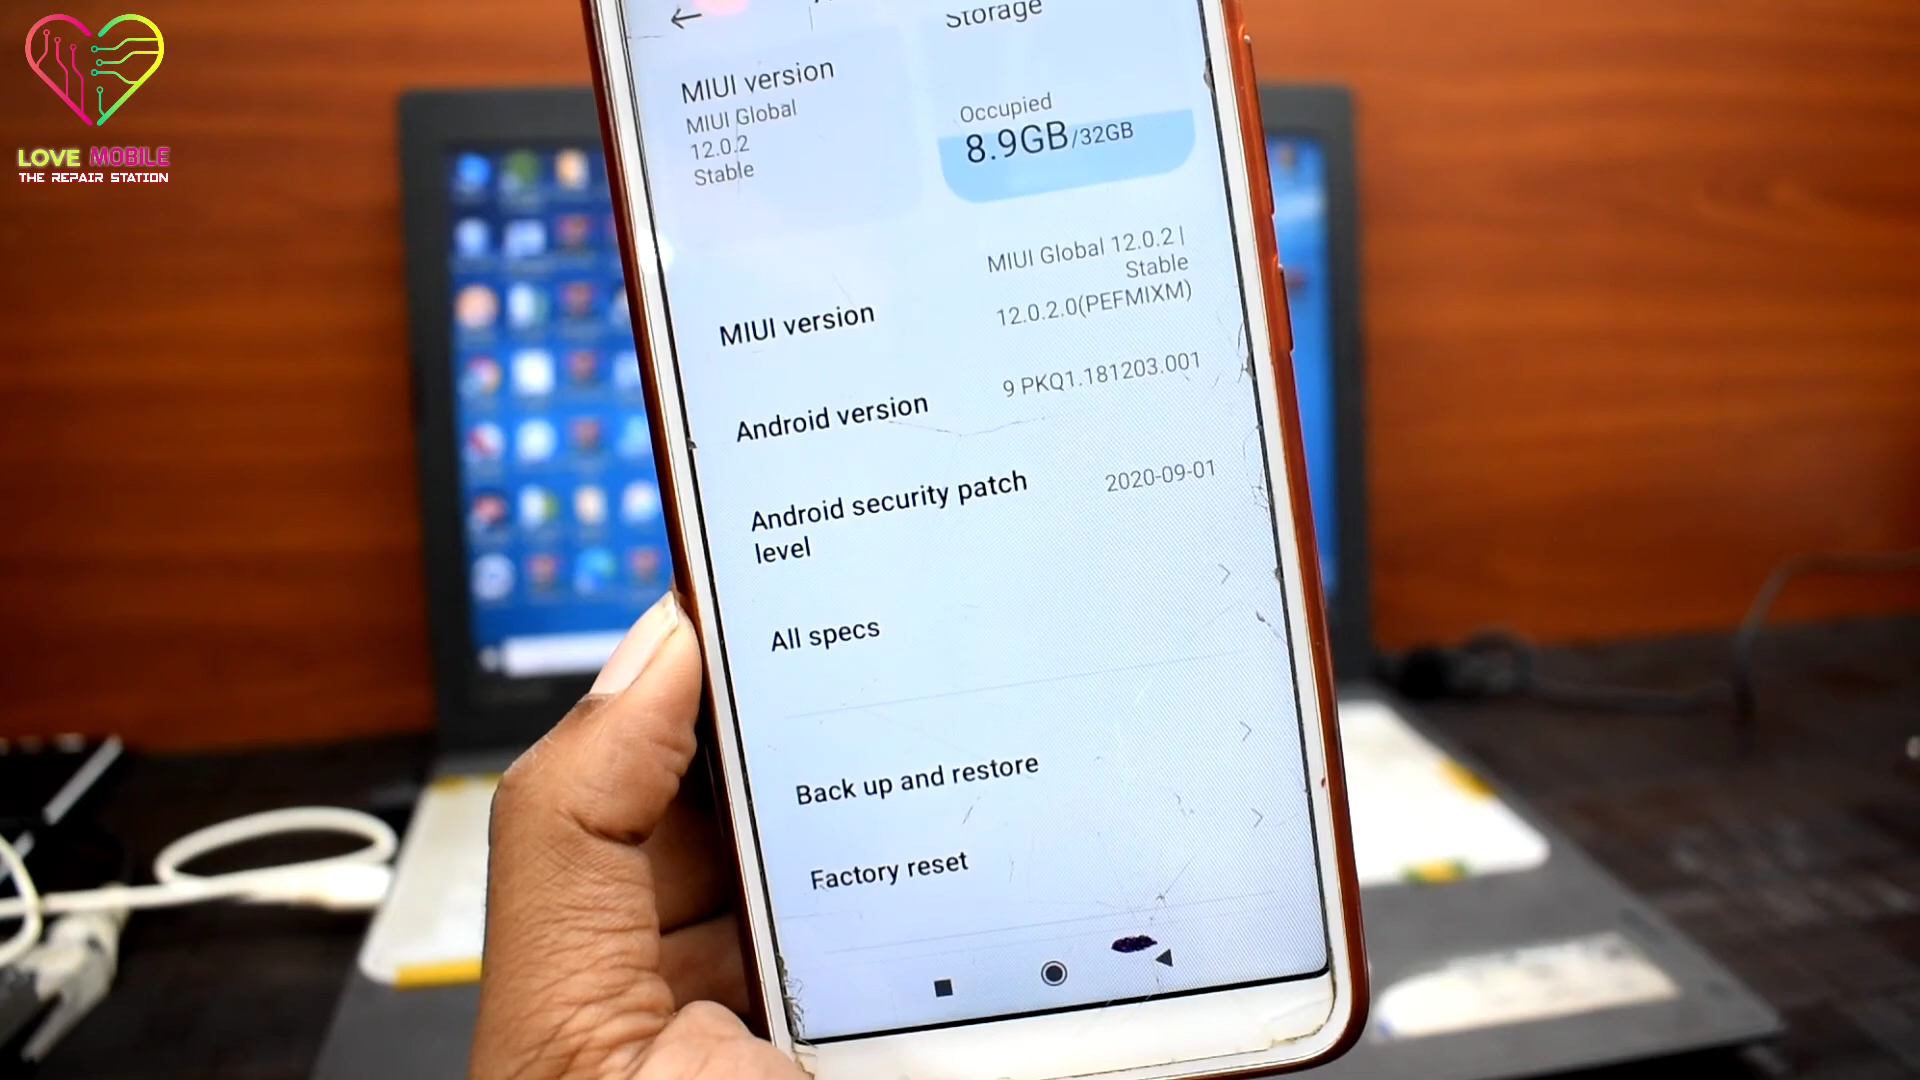 LOVE MOBILE
THE REPAIR STATION
Storage
MIUI version
MIUI Global
12.0.2
Stable
Occupied
8.9GB/32GB
MIUI version
MIUI Global 12.0.2 |
Stable
12.0.2.0(PEFMIXM)
Android version
9 PKQ1.181203.001
Android security patch
level
2020-09-01
All specs
Back up and restore
Factory reset